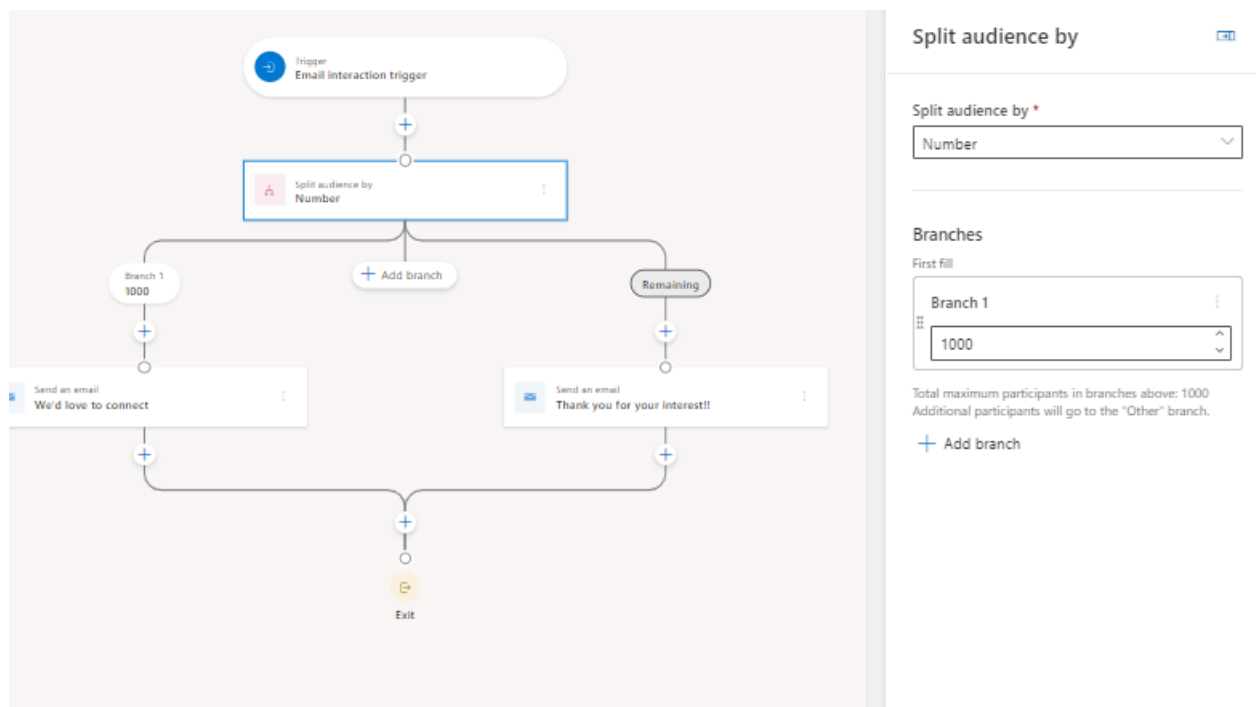 Trigger
Email interaction trigger
Split audience by
Number
Branch 1
1000
Add branch
Remaining
Send an email
We'd love to connect
Send an email
Thank you for your interest!!
Exit
Split audience by
Split audience by *
Number
Branches
First fill
Branch 1
1000
Total maximum participants in branches above: 1000
Additional participants will go to the "Other" branch.
Add branch